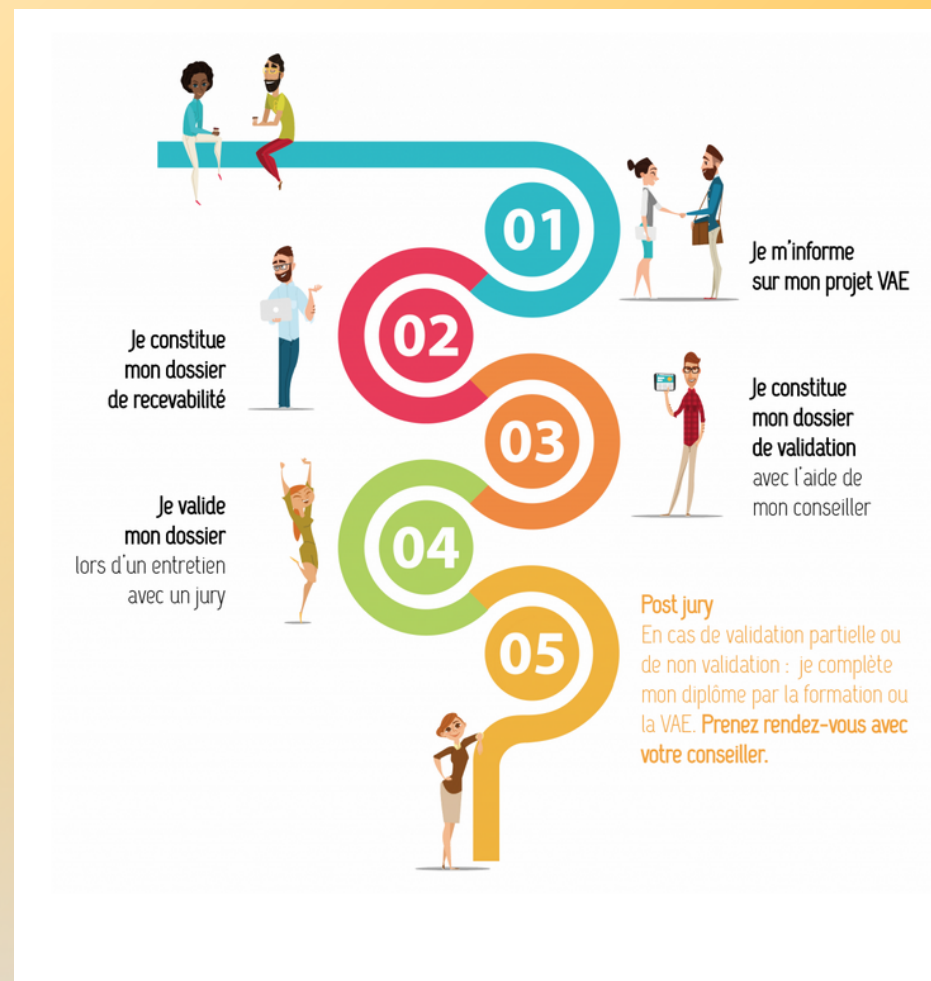 01
Je m'informe
sur mon projet VAE
02
Je constitue
mon dossier
de recevabilité
03
Je constitue
mon dossier
de validation
avec l'aide de
mon conseiller
04
Je valide
mon dossier
lors d'un entretien
avec un jury
05
Post jury
En cas de validation partielle ou
de non validation : je complète
mon diplôme par la formation ou
la VAE. Prenez rendez-vous avec
votre conseiller.